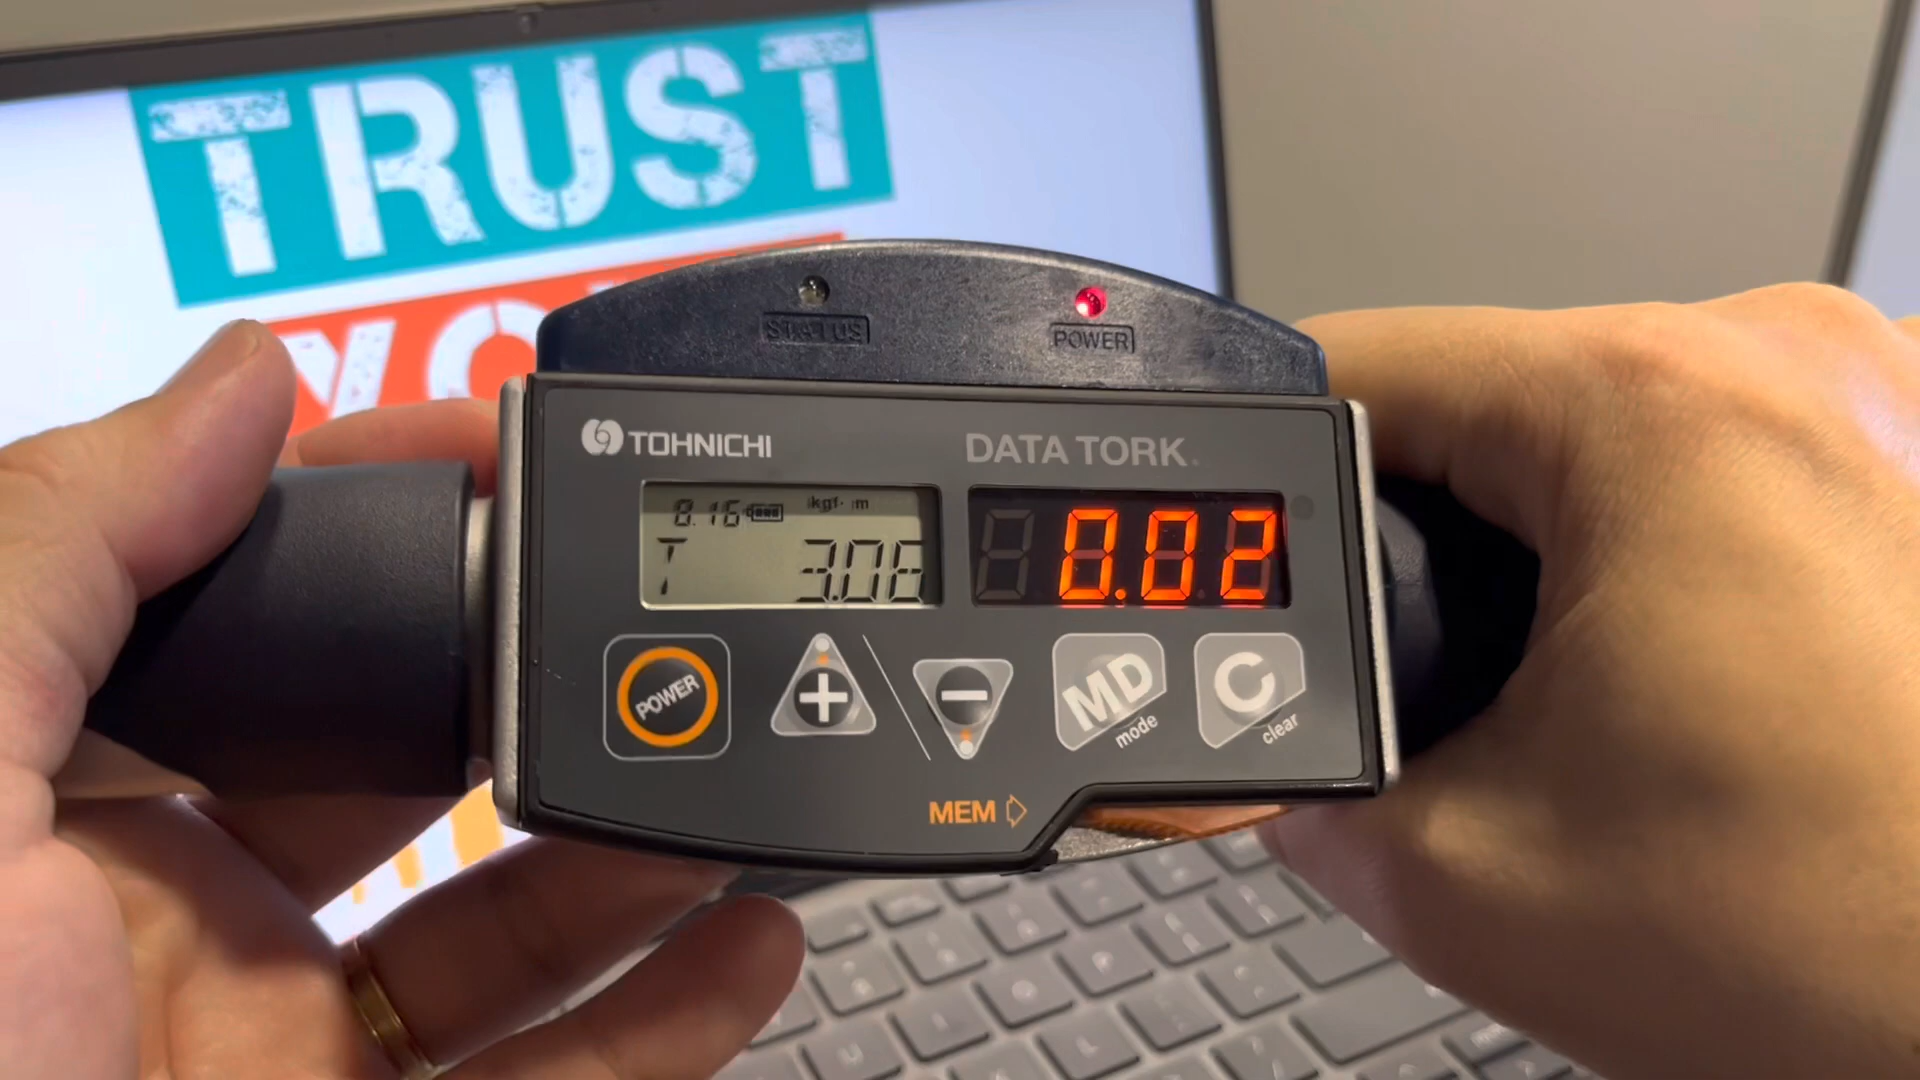 TRUST
STATUS
POWER
TOHNICHI
DATA TORK
8.16 kgf·m
T 3.06
0.02
POWER
+
−
MD
mode
C
clear
MEM